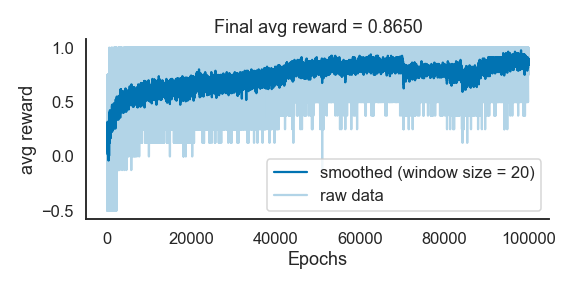 Final avg reward = 0.8650
avg reward
1.0
0.5
0.0
−0.5
smoothed (window size = 20)
raw data
0 20000 40000 60000 80000 100000
Epochs